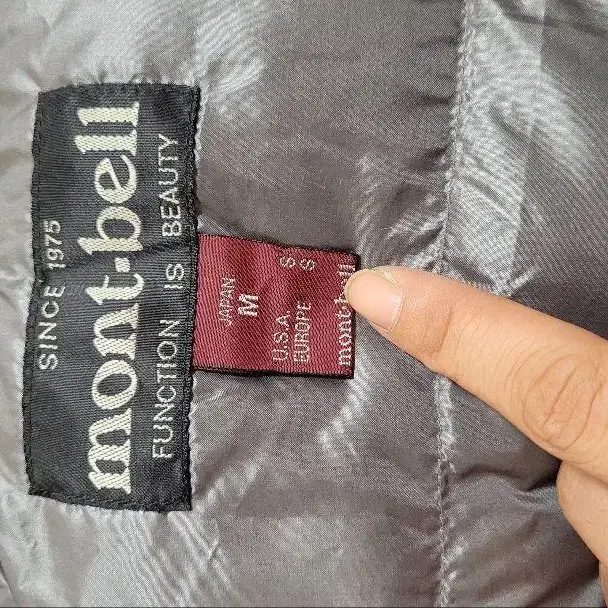 SINCE 1975
mont-bell
FUNCTION IS BEAUTY
JAPAN
M
U.S.A. S
EUROPE S
mont-bell